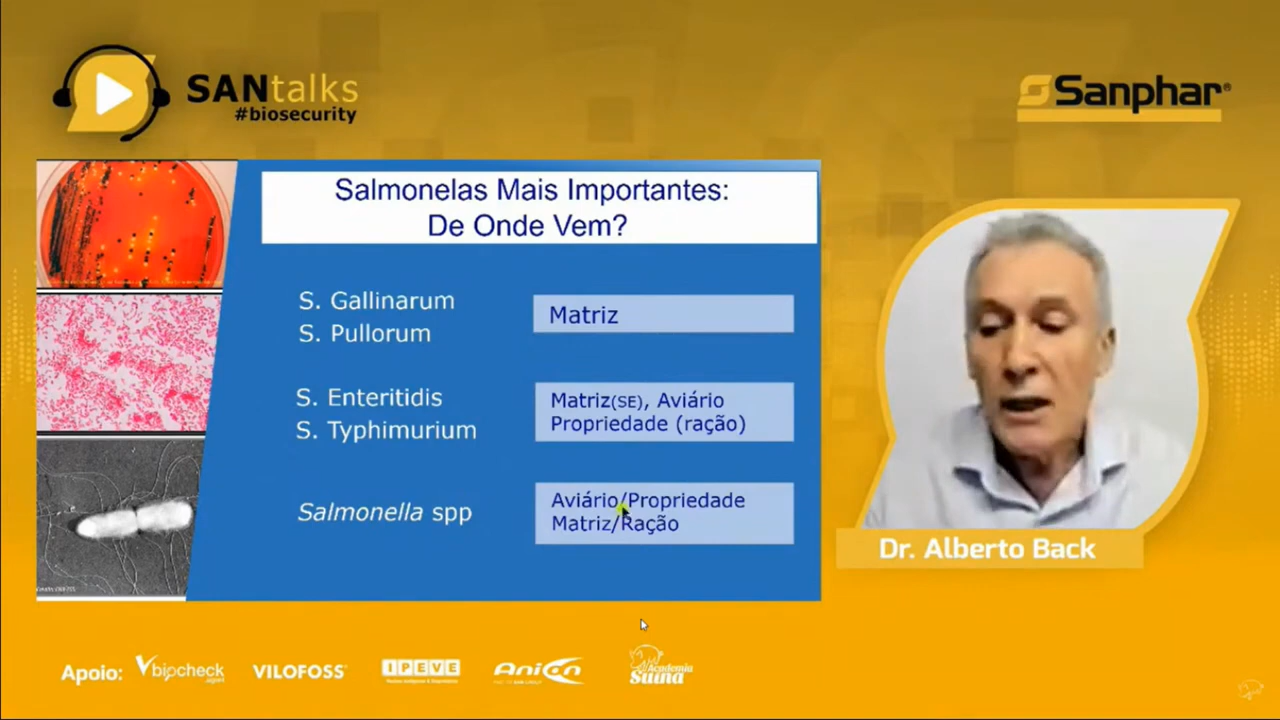 SANtalks
#biosecurity
Sanphar®
Salmonelas Mais Importantes:
De Onde Vem?
S. Gallinarum
S. Pullorum
Matriz
S. Enteritidis
S. Typhimurium
Matriz(SE), Aviário
Propriedade (ração)
Salmonella spp
Aviário/Propriedade
Matriz/Ração
Dr. Alberto Back
Apoio:
biocheck
VILOFOSS
IPEVE
AniCon
Academia
Suína